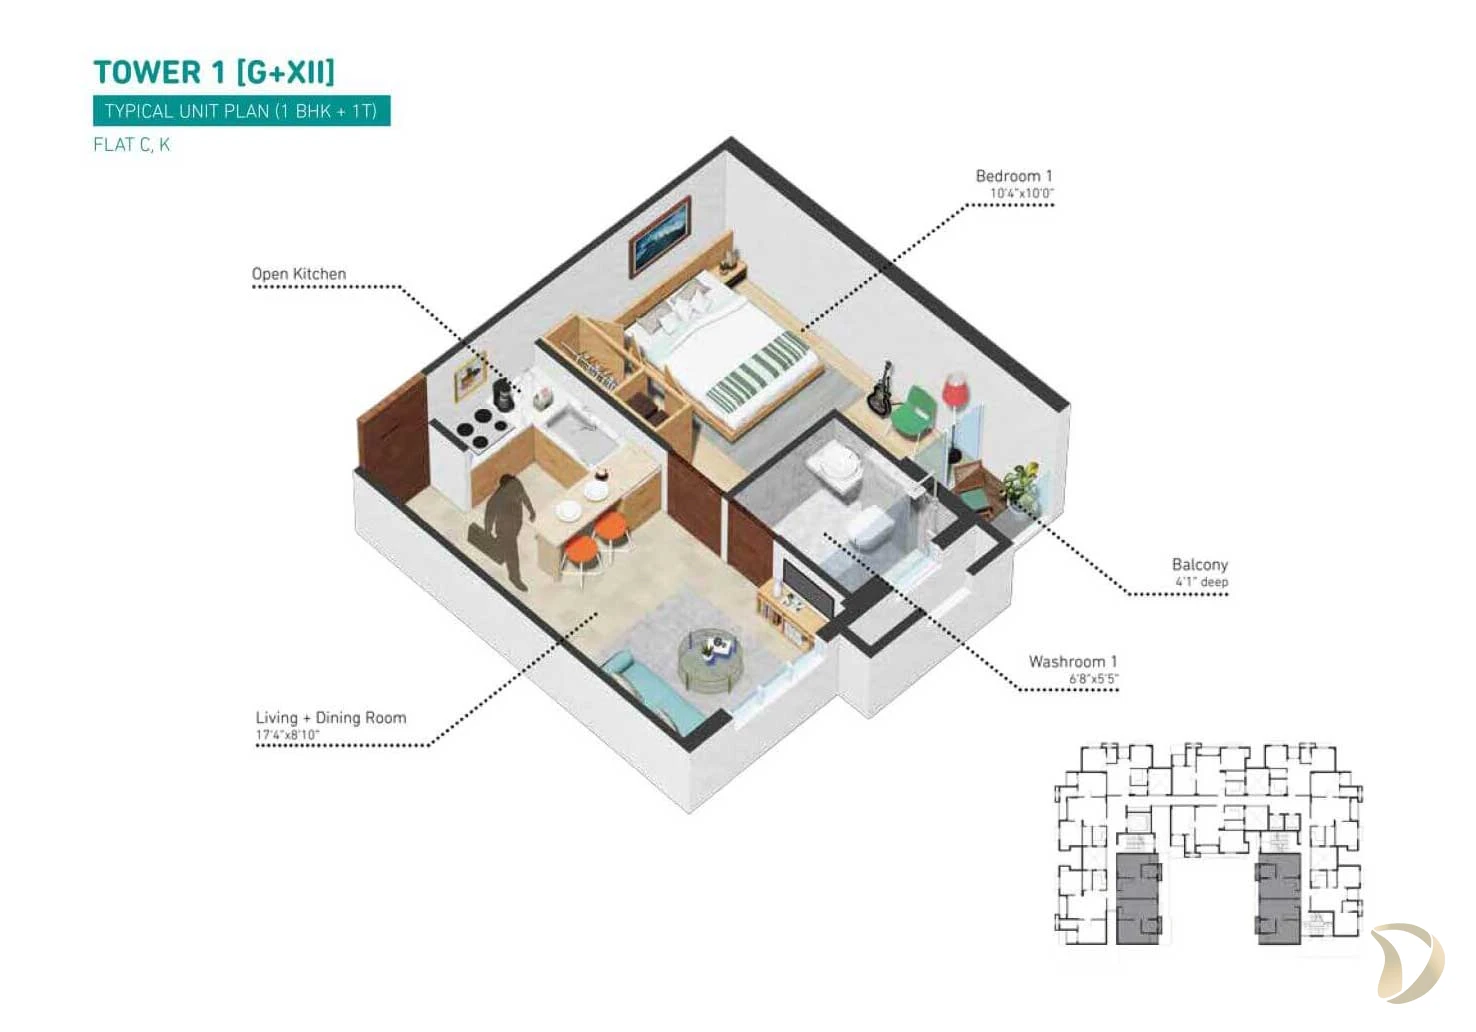 TOWER 1 [G+XII]
TYPICAL UNIT PLAN (1 BHK + 1T)
FLAT C, K
Bedroom 1
10'4"x10'0"
Open Kitchen
Balcony
4'1" deep
Washroom 1
6'8"x5'5"
Living + Dining Room
17'4"x8'10"